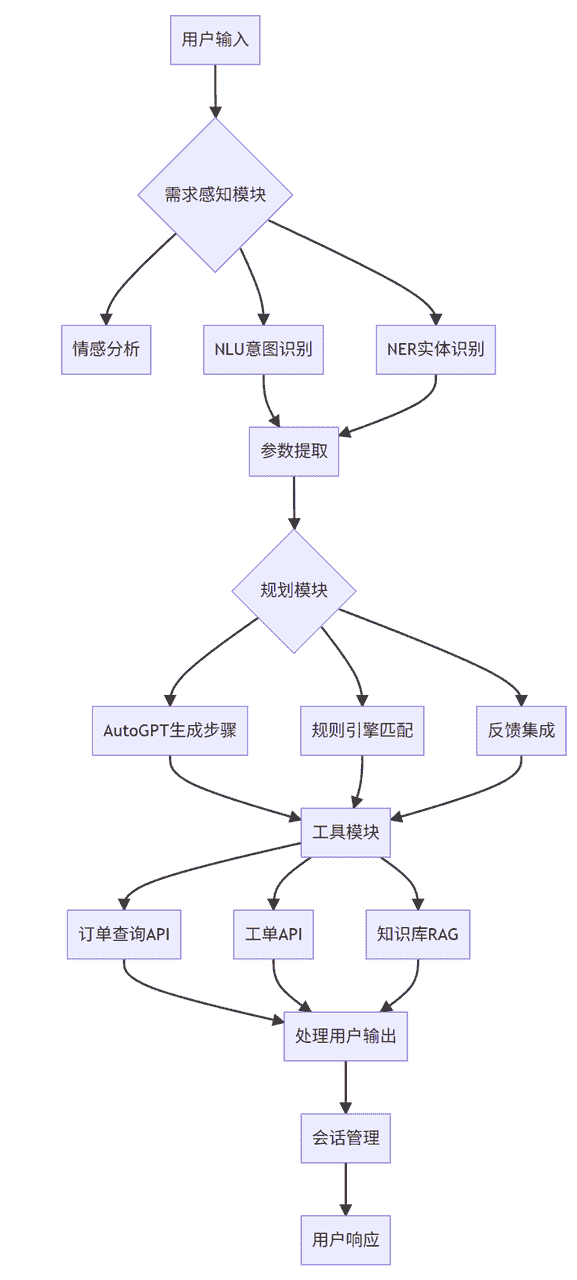 用户输入
需求感知模块
情感分析
NLU意图识别
NER实体识别
参数提取
规划模块
AutoGPT生成步骤
规则引擎匹配
反馈集成
工具模块
订单查询API
工单API
知识库RAG
处理用户输出
会话管理
用户响应